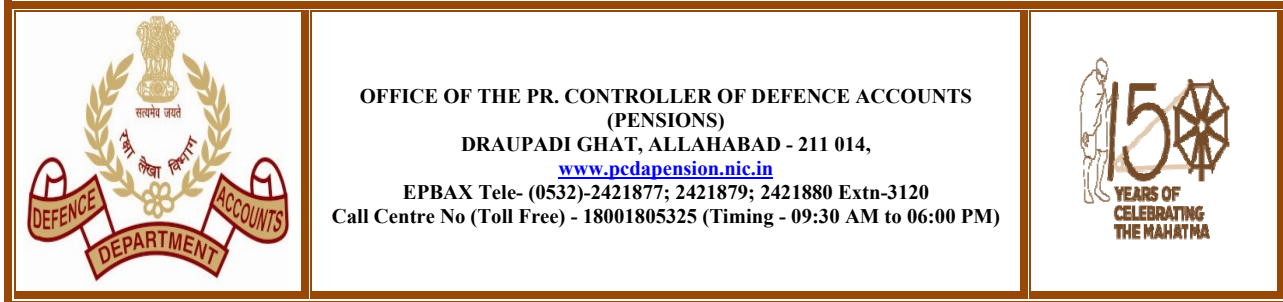 सत्यमेव जयते
रक्षा लेखा विभाग
DEFENCE
DEPARTMENT
ACCOUNTS
OFFICE OF THE PR. CONTROLLER OF DEFENCE ACCOUNTS
(PENSIONS)
DRAUPADI GHAT, ALLAHABAD - 211 014,
www.pcdapension.nic.in
EPBAX Tele- (0532)-2421877; 2421879; 2421880 Extn-3120
Call Centre No (Toll Free) - 18001805325 (Timing - 09:30 AM to 06:00 PM)
150
YEARS OF
CELEBRATING
THE MAHATMA